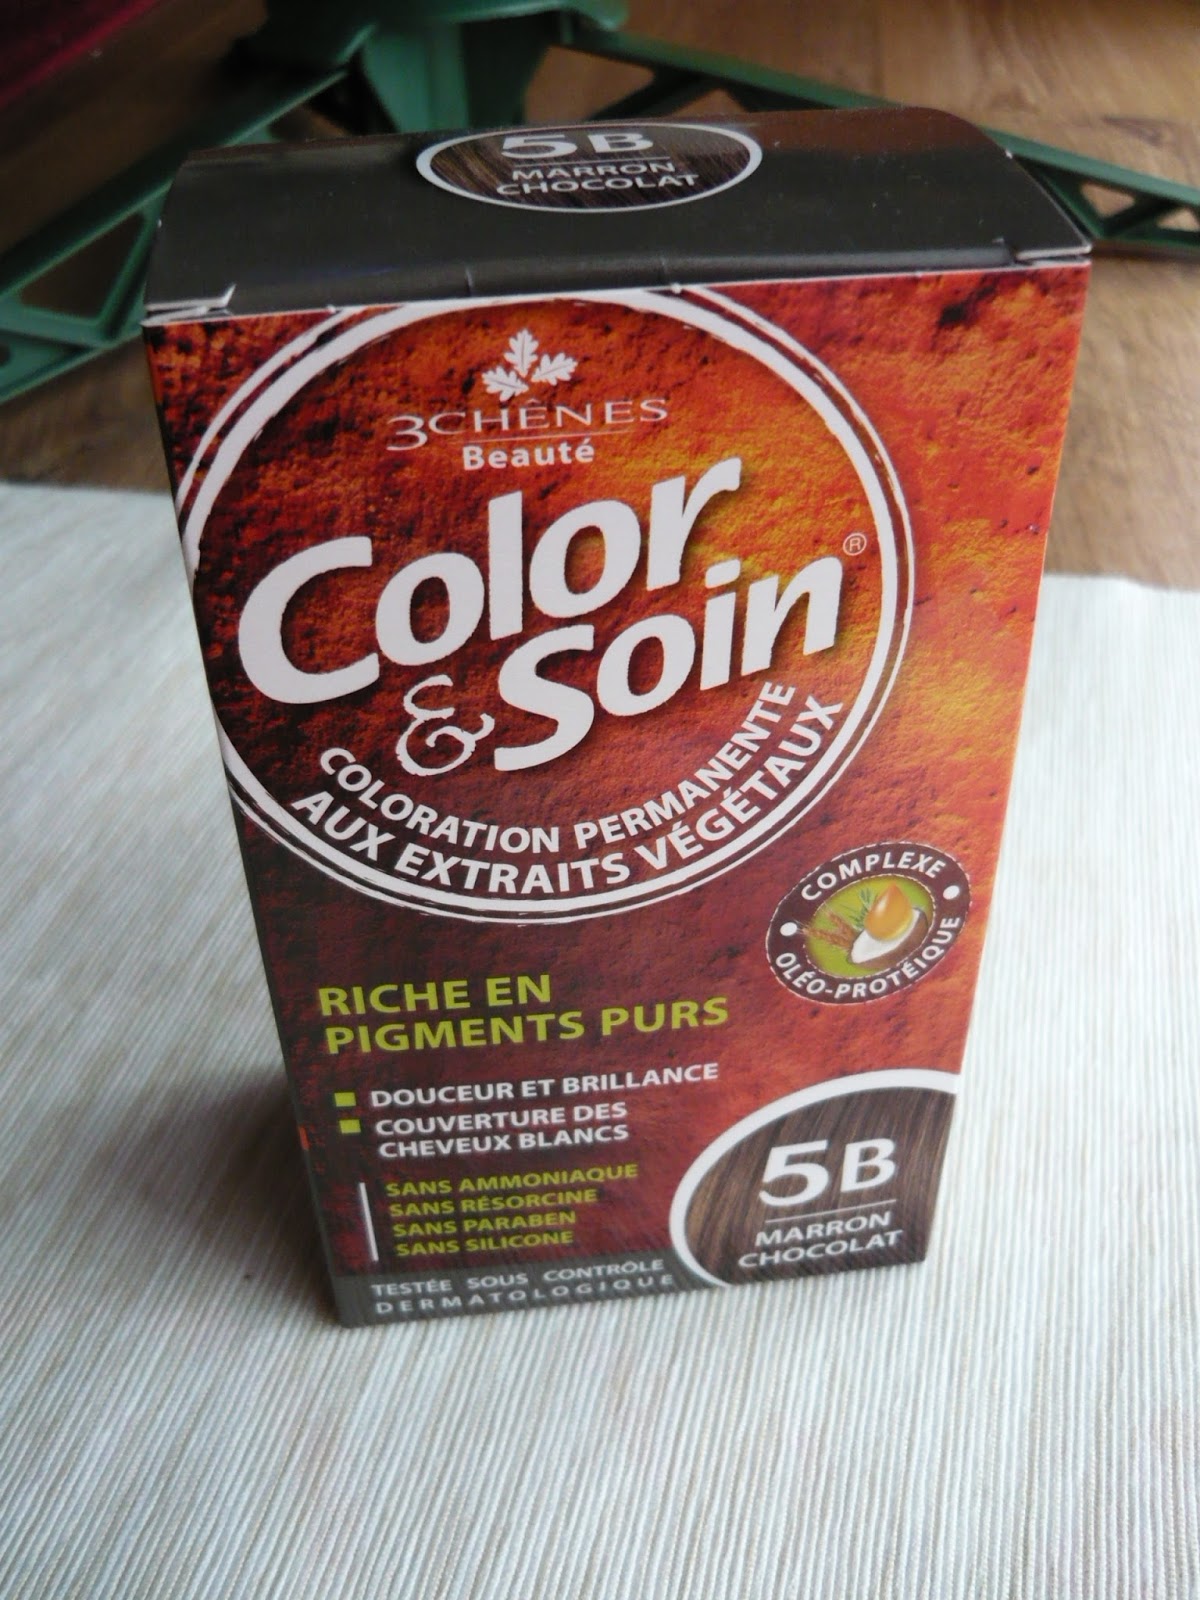 5B
MARRON
CHOCOLAT
3CHÊNES
Beauté
Color
& Soin®
COLORATION PERMANENTE
AUX EXTRAITS VÉGÉTAUX
COMPLEXE
OLÉO-PROTÉIQUE
RICHE EN
PIGMENTS PURS
DOUCEUR ET BRILLANCE
COUVERTURE DES
CHEVEUX BLANCS
SANS AMMONIAQUE
SANS RÉSORCINE
SANS PARABEN
SANS SILICONE
5B
MARRON
CHOCOLAT
TESTÉE SOUS CONTRÔLE
DERMATOLOGIQUE